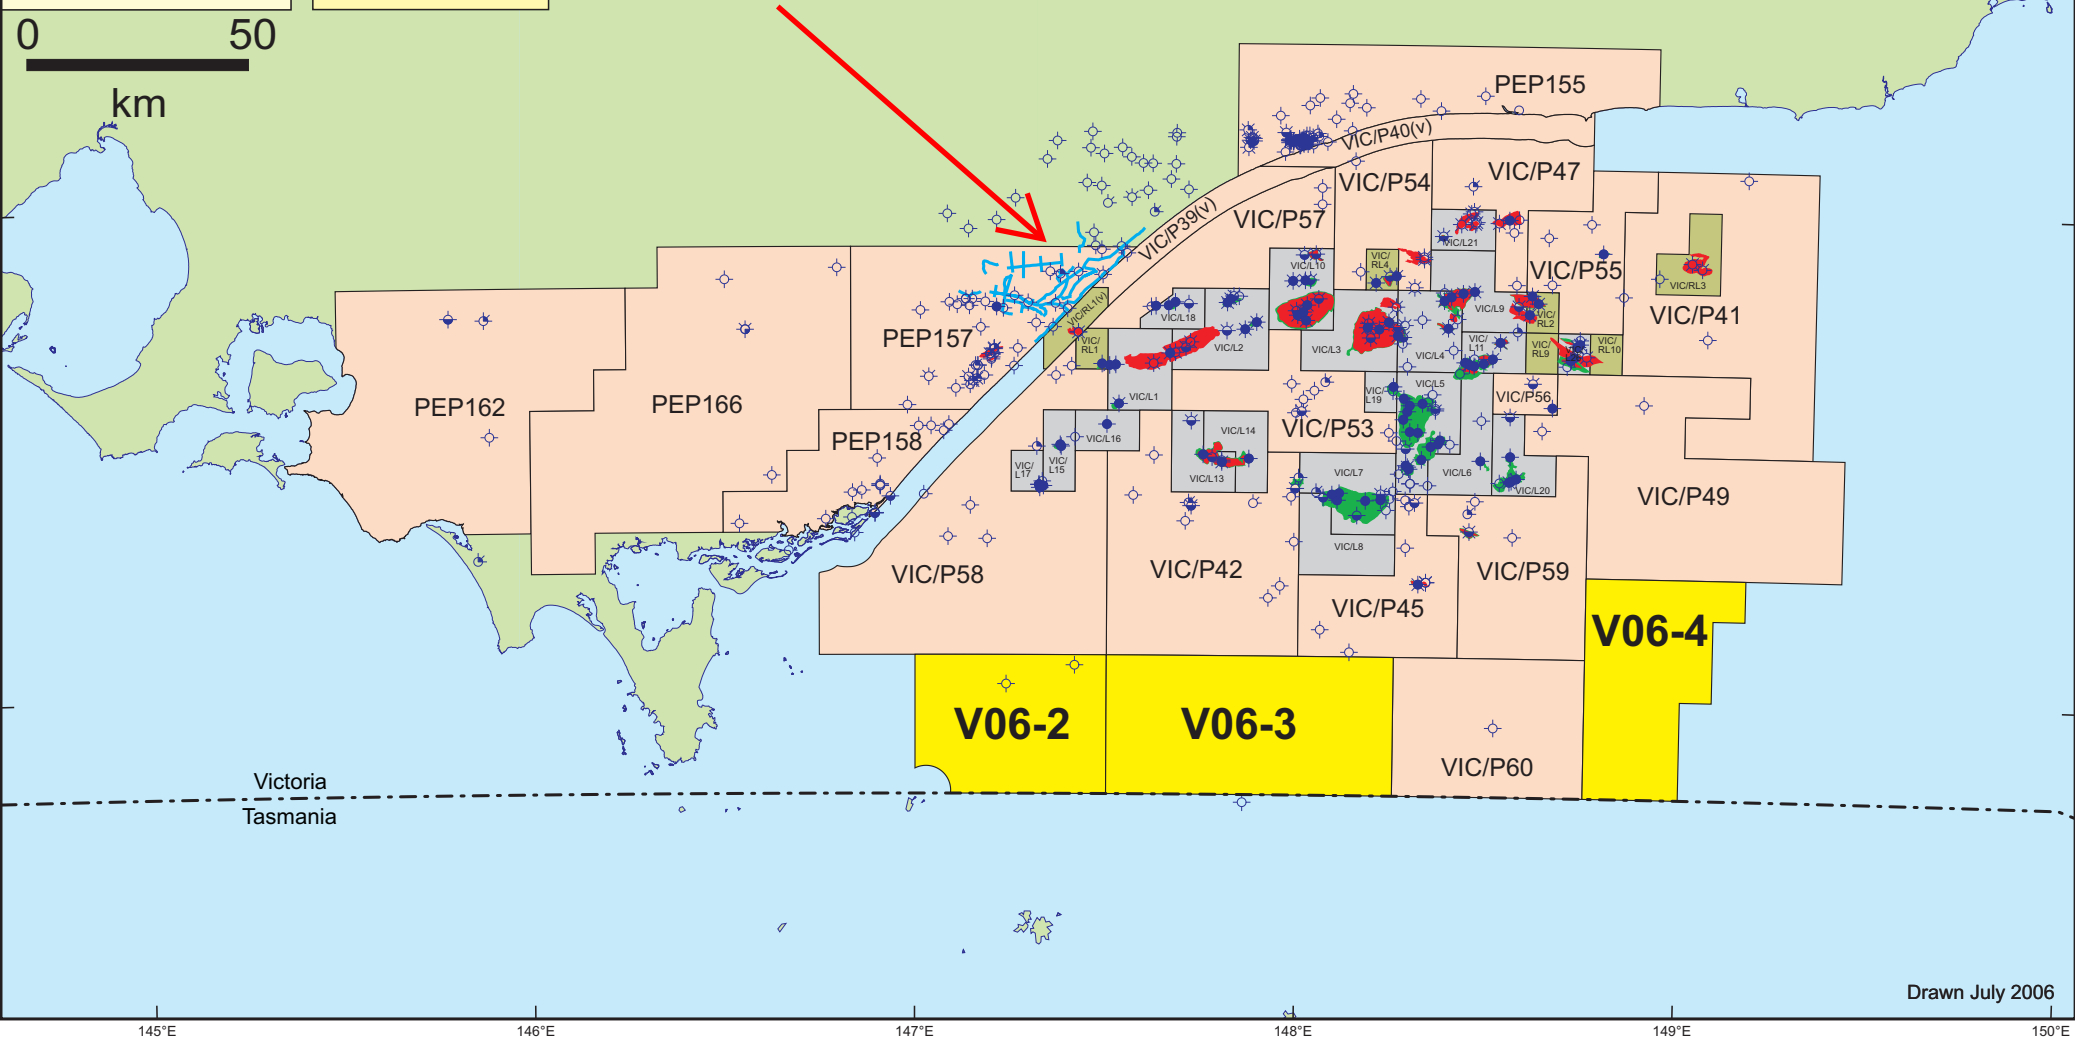 0 50
km
PEP155
VIC/P40(v)
VIC/P54
VIC/P47
VIC/P39(v)
VIC/P57
VIC/L21
VIC/L10
VIC/
RL4
VIC/P55
VIC/RL3
VIC/P41
VIC/RL1(v)
VIC/L18
VIC/L9
VIC/
RL2
PEP157
VIC/
RL1
VIC/L2
VIC/L3
VIC/L4
VIC/
L11
VIC/
RL9
VIC/
RL10
PEP162
PEP166
VIC/L1
VIC/
L19
VIC/L5
VIC/P56
PEP158
VIC/L16
VIC/L14
VIC/P53
VIC/
L17
VIC/
L15
VIC/L13
VIC/L7
VIC/L6
VIC/L20
VIC/P49
VIC/L8
VIC/P58
VIC/P42
VIC/P59
VIC/P45
V06-4
V06-2
V06-3
VIC/P60
Victoria
Tasmania
Drawn July 2006
145°E 146°E 147°E 148°E 149°E 150°E